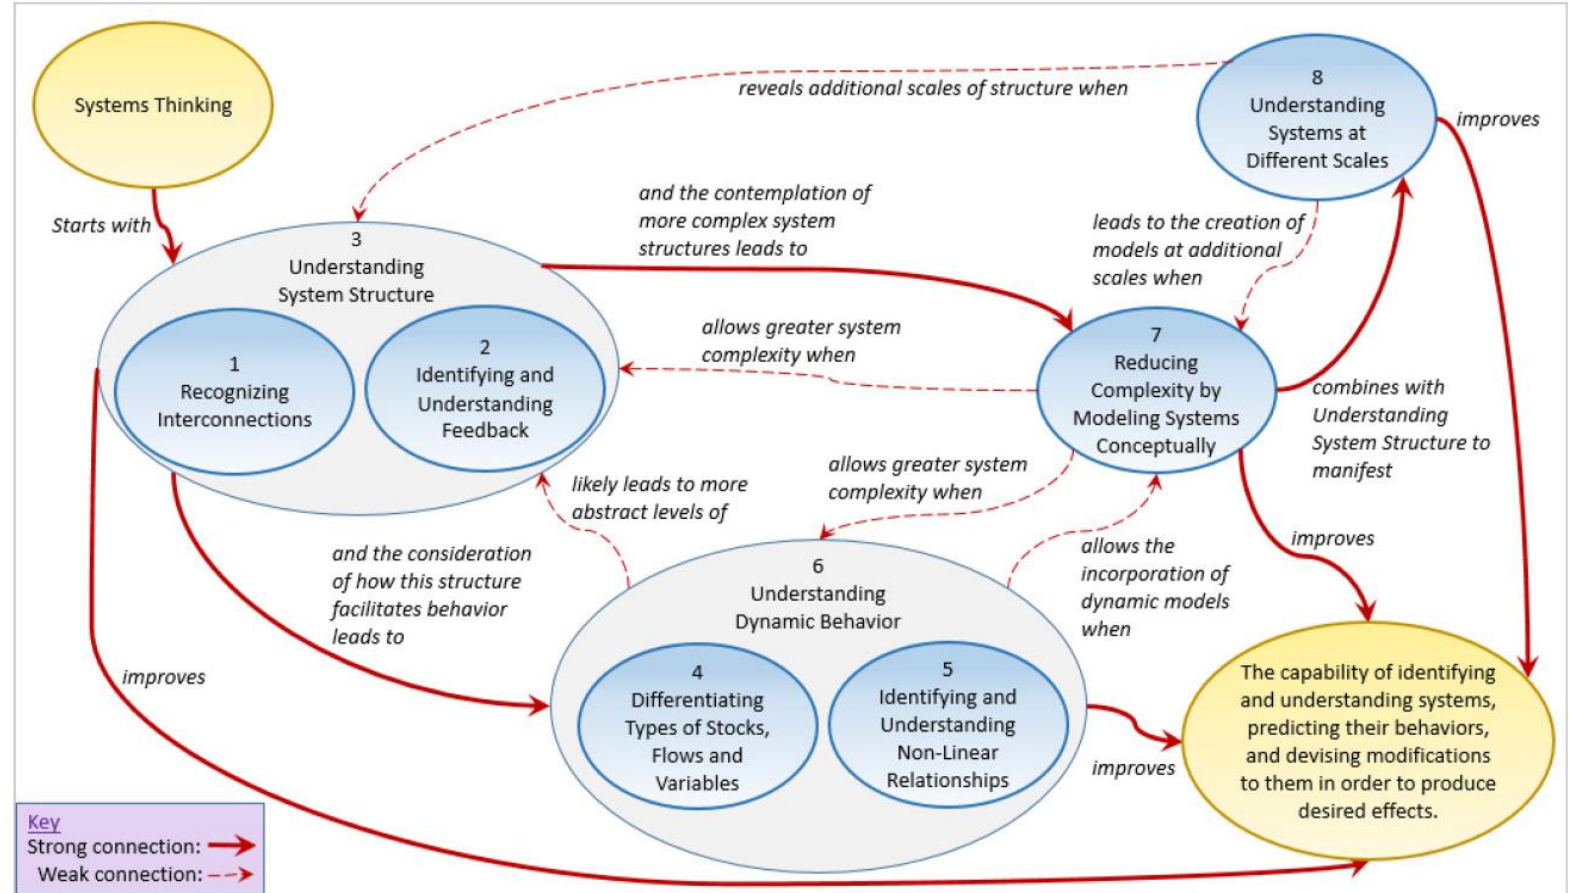 Systems Thinking
Starts with
reveals additional scales of structure when
8
Understanding
Systems at
Different Scales
improves
and the contemplation of
more complex system
structures leads to
leads to the creation of
models at additional
scales when
3
Understanding
System Structure
1
Recognizing
Interconnections
2
Identifying and
Understanding
Feedback
allows greater system
complexity when
7
Reducing
Complexity by
Modeling Systems
Conceptually
combines with
Understanding
System Structure to
manifest
likely leads to more
abstract levels of
allows greater system
complexity when
and the consideration
of how this structure
facilitates behavior
leads to
allows the
incorporation of
dynamic models
when
improves
6
Understanding
Dynamic Behavior
4
Differentiating
Types of Stocks,
Flows and
Variables
5
Identifying and
Understanding
Non-Linear
Relationships
improves
improves
The capability of identifying
and understanding systems,
predicting their behaviors,
and devising modifications
to them in order to produce
desired effects.
Key
Strong connection:
Weak connection: